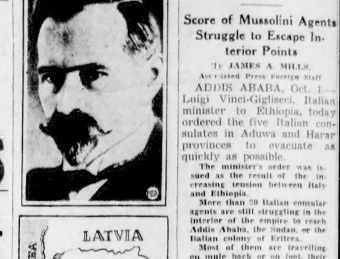 Score of Mussolini Agents
Struggle to Escape In-
terior Points
By JAMES A. MILLS.
Associated Press Foreign Staff
ADDIS ABABA, Oct. 1.—
Luigi Vinci-Gigliseci, Italian
minister to Ethiopia, today
ordered the five Italian con-
sulates in Aduwa and Harar
provinces to evacuate as
quickly as possible.
The minister's order was is-
sued as the result of the in-
creasing tension between Italy
and Ethiopia.
More than 20 Italian consular
agents are still struggling in the
interior of the empire to reach
Addis Ababa, the Sudan, or the
Italian colony of Eritrea.
Most of them are travelling
on mule back or on foot, their
NEA
LATVIA